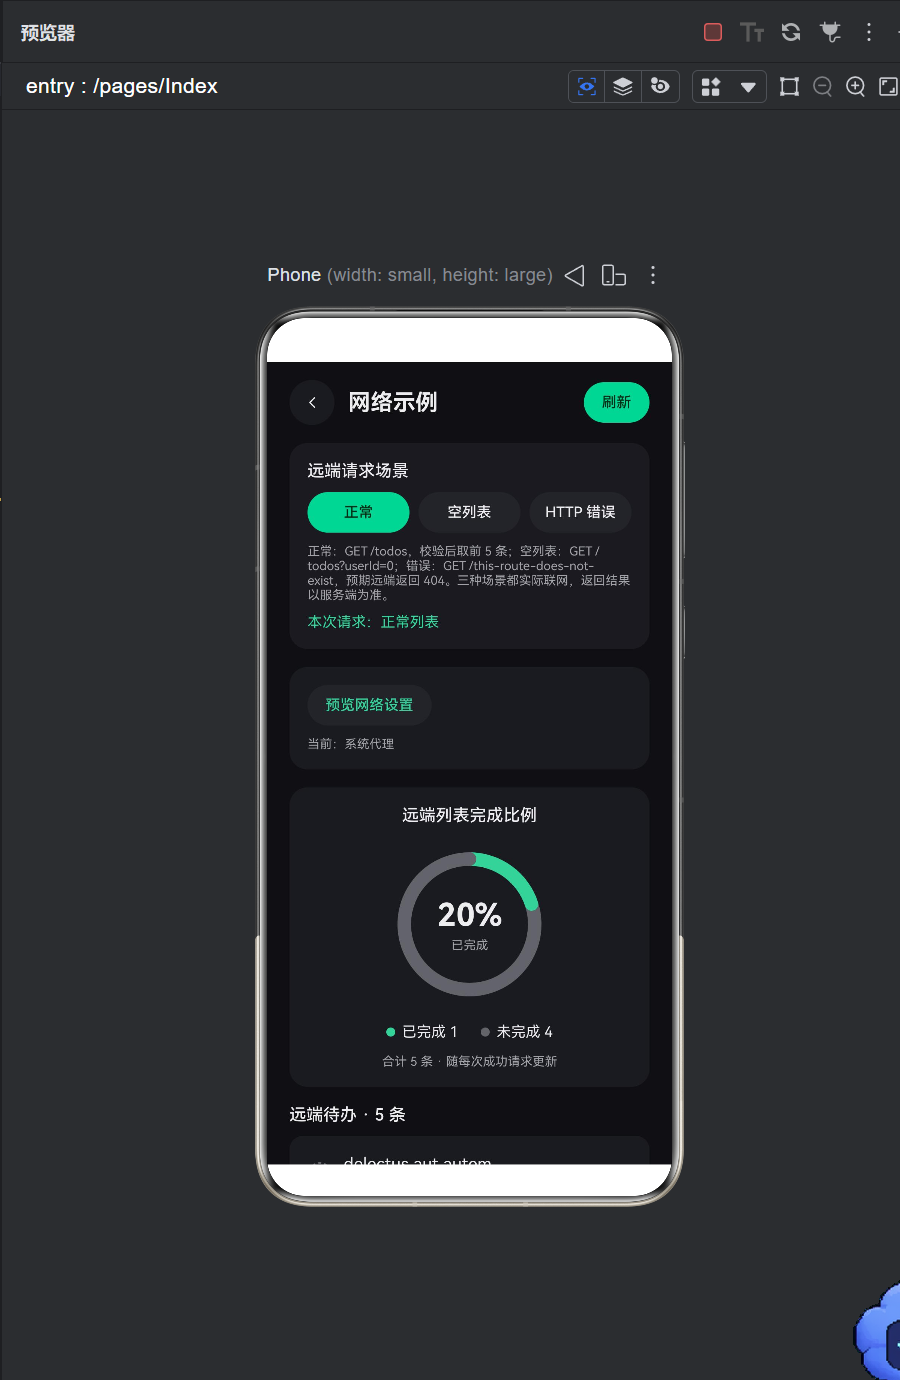 预览器
entry : /pages/Index
Phone (width: small, height: large)
网络示例
刷新
远端请求场景
正常
空列表
HTTP 错误
正常：GET /todos，校验后取前 5 条；空列表：GET /
todos?userId=0；错误：GET /this-route-does-not-
exist，预期远端返回 404。三种场景都实际联网，返回结果
以服务端为准。
本次请求：正常列表
预览网络设置
当前：系统代理
远端列表完成比例
20%
已完成
已完成 1
未完成 4
合计 5 条 · 随每次成功请求更新
远端待办 · 5 条
delectus aut autem